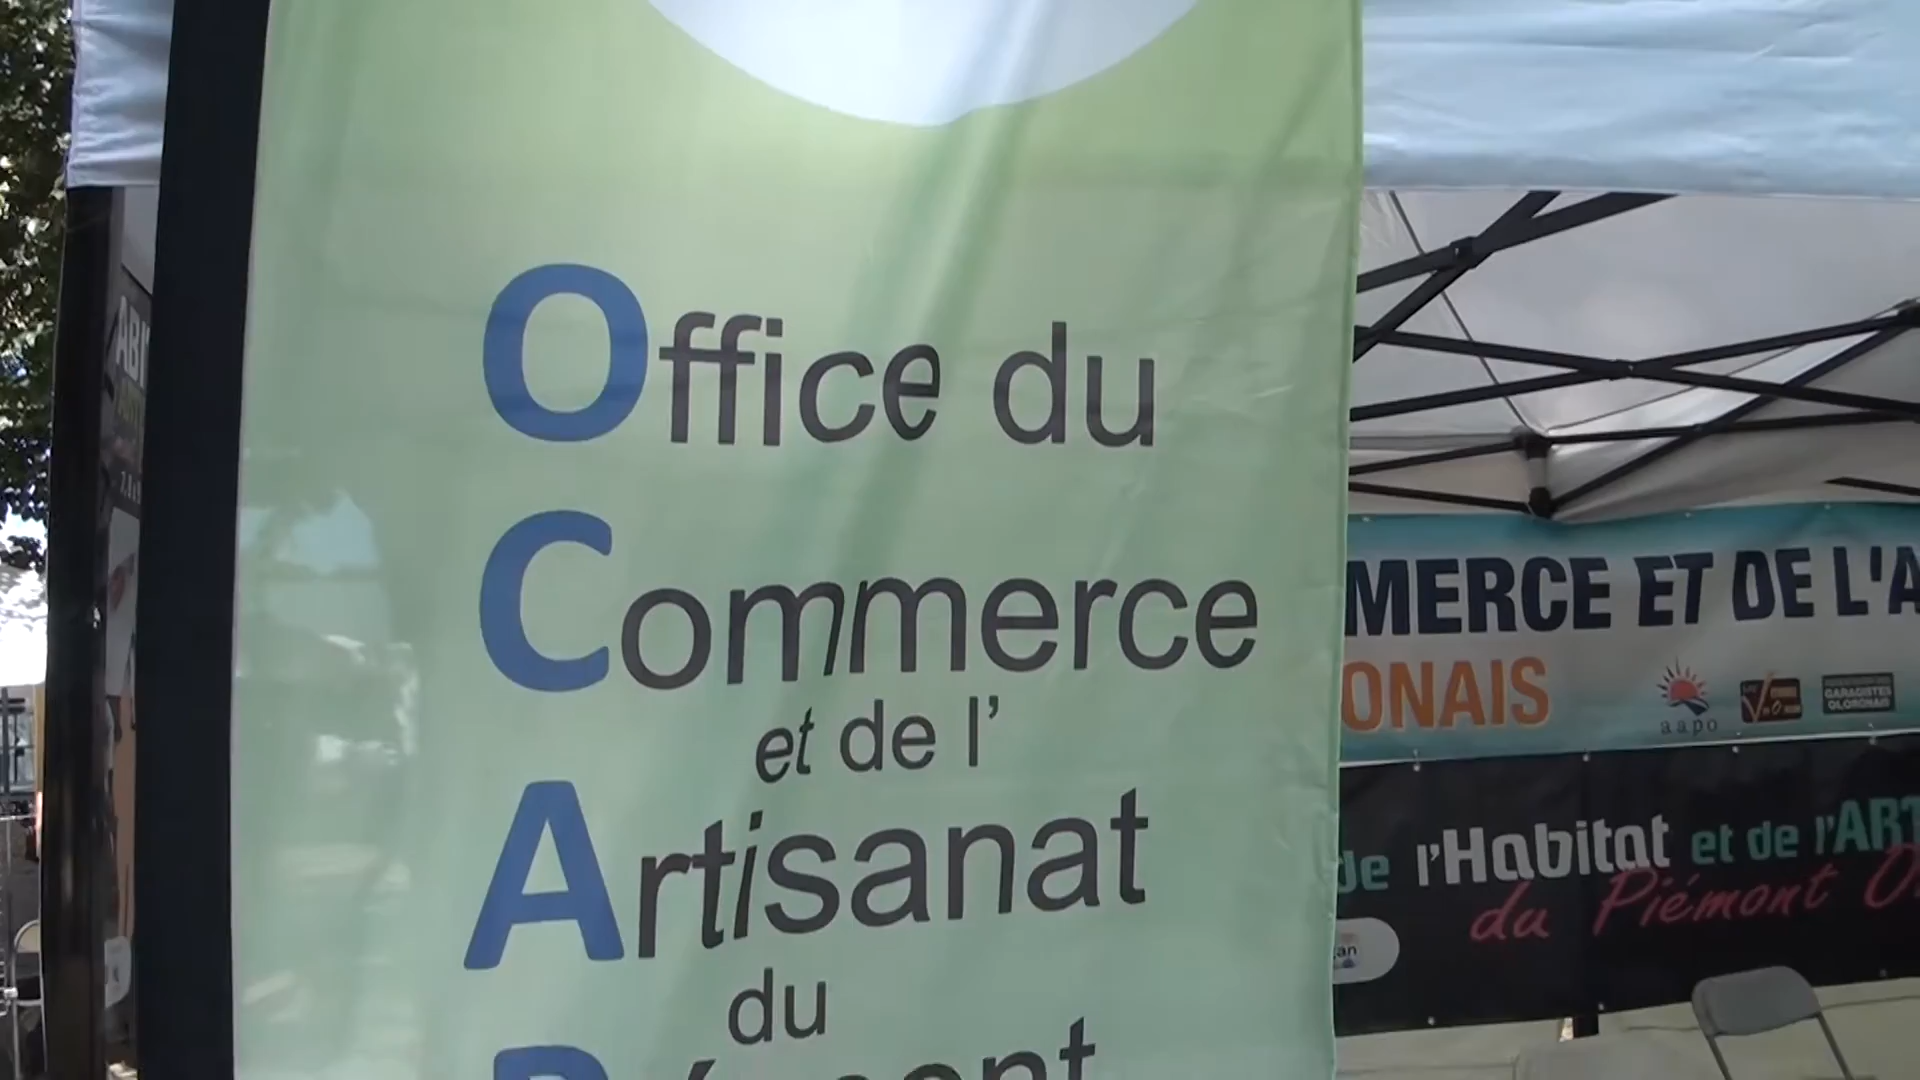 Office du
Commerce
et de l'
Artisanat
du
MERCE ET DE L'A
ONAIS
aapo
GARAGISTES
OLORONAIS
de l'Habitat et de l'ART
du Piémont O